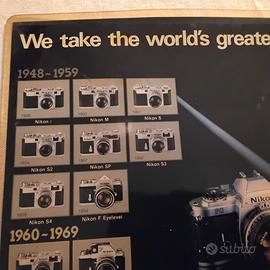 We take the world's greate
1948~1959
Nikon I
Nikon M
Nikon S
Nikon S2
Nikon SP
Nikon S3
Nikon S4
Nikon F Eyelevel
1960~1969
subito